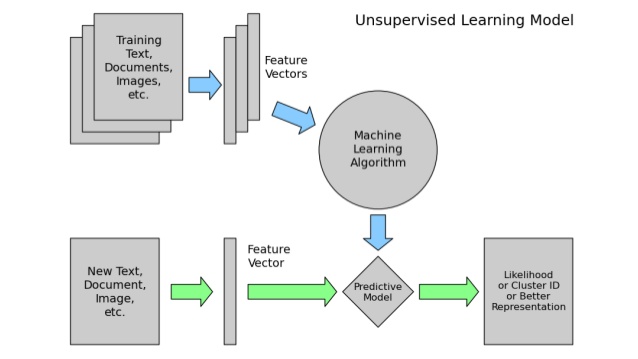 Unsupervised Learning Model
Training
Text,
Documents,
Images,
etc.
Feature
Vectors
Machine
Learning
Algorithm
New Text,
Document,
Image,
etc.
Feature
Vector
Predictive
Model
Likelihood
or Cluster ID
or Better
Representation